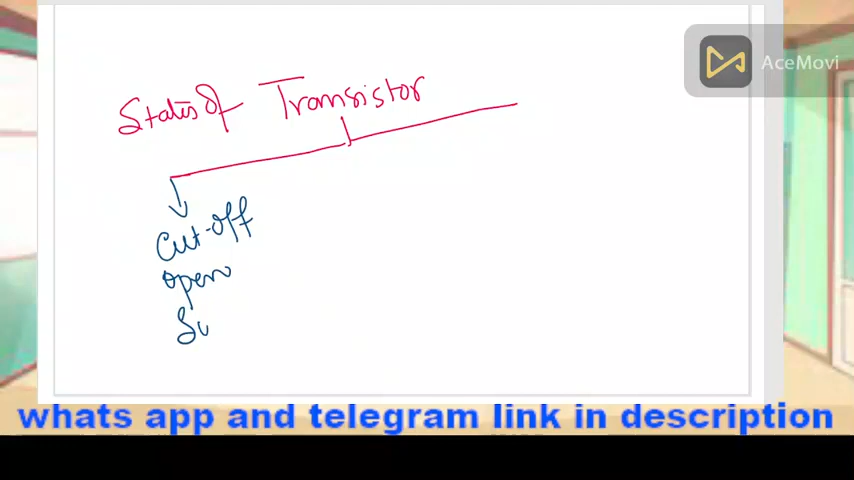 AceMovi
States of Transistor
Cut-off
open
whats app and telegram link in description